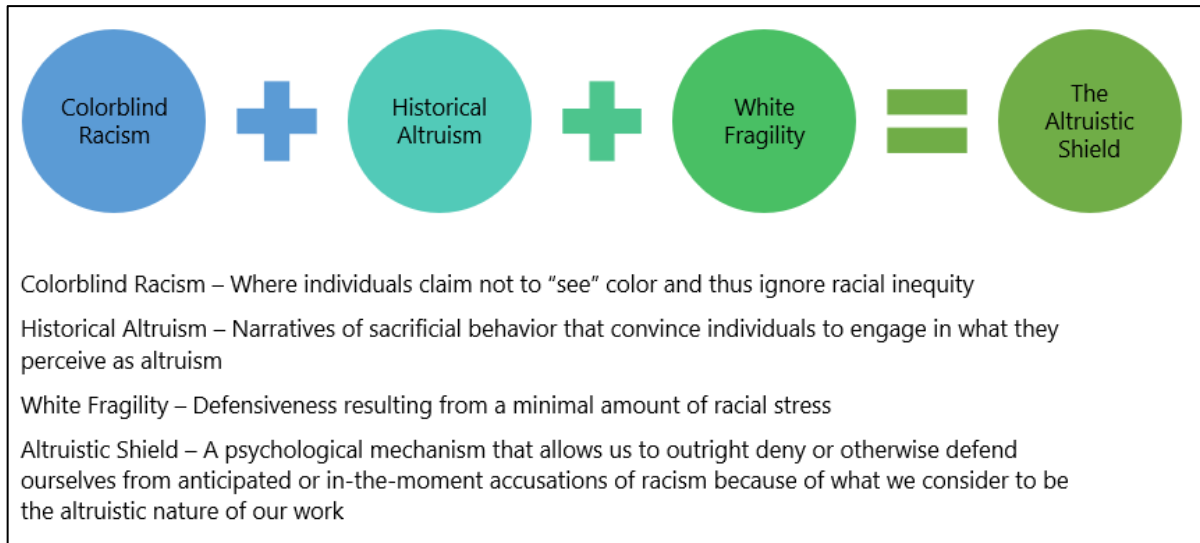 Colorblind
Racism
Historical
Altruism
White
Fragility
The
Altruistic
Shield
Colorblind Racism – Where individuals claim not to “see” color and thus ignore racial inequity
Historical Altruism – Narratives of sacrificial behavior that convince individuals to engage in what they
perceive as altruism
White Fragility – Defensiveness resulting from a minimal amount of racial stress
Altruistic Shield – A psychological mechanism that allows us to outright deny or otherwise defend
ourselves from anticipated or in-the-moment accusations of racism because of what we consider to be
the altruistic nature of our work